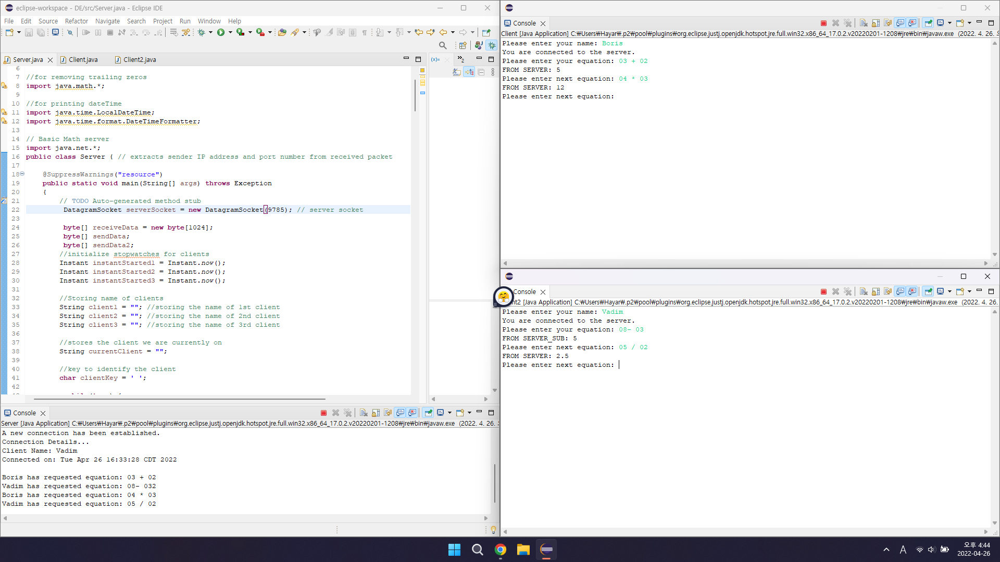 eclipse-workspace - DE/src/Server.java - Eclipse IDE
File Edit Source Refactor Navigate Search Project Run Window Help
Server.java Client.java Client2.java
6
7 //for removing trailing zeros
8 import java.math.*;
9
10 //for printing dateTime
11 import java.time.LocalDateTime;
12 import java.time.format.DateTimeFormatter;
13
14 // Basic Math server
15 import java.net.*;
16 public class Server { // extracts sender IP address and port number from received packet
17
18 @SuppressWarnings("resource")
19 public static void main(String[] args) throws Exception
20 {
21 // TODO Auto-generated method stub
22 DatagramSocket serverSocket = new DatagramSocket(9785); // server socket
23
24 byte[] receiveData = new byte[1024];
25 byte[] sendData;
26 byte[] sendData2;
27 //initialize stopwatches for clients
28 Instant instantStarted1 = Instant.now();
29 Instant instantStarted2 = Instant.now();
30 Instant instantStarted3 = Instant.now();
31
32 //Storing name of clients
33 String client1 = ""; //storing the name of 1st client
34 String client2 = ""; //storing the name of 2nd client
35 String client3 = ""; //storing the name of 3rd client
36
37 //stores the client we are currently on
38 String currentClient = "";
39
40 //key to identify the client
41 char clientKey = ' ';
42
(x)= »2
Console
Server [Java Application] C:₩Users₩Hayar₩.p2₩pool₩plugins₩org.eclipse.justj.openjdk.hotspot.jre.full.win32.x86_64_17.0.2.v20220201-1208₩jre₩bin₩javaw.exe (2022. 4. 26.
A new connection has been established.
Connection Details...
Client Name: Vadim
Connected on: Tue Apr 26 16:33:28 CDT 2022
Boris has requested equation: 03 + 02
Vadim has requested equation: 08- 032
Boris has requested equation: 04 * 03
Vadim has requested equation: 05 / 02
Console
Client [Java Application] C:₩Users₩Hayar₩.p2₩pool₩plugins₩org.eclipse.justj.openjdk.hotspot.jre.full.win32.x86_64_17.0.2.v20220201-1208₩jre₩bin₩javaw.exe (2022. 4. 26.
Please enter your name: Boris
You are connected to the server.
Please enter your equation: 03 + 02
FROM SERVER: 5
Please enter next equation: 04 * 03
FROM SERVER: 12
Please enter next equation:
Console
nt2 [Java Application] C:₩Users₩Hayar₩.p2₩pool₩plugins₩org.eclipse.justj.openjdk.hotspot.jre.full.win32.x86_64_17.0.2.v20220201-1208₩jre₩bin₩javaw.exe (2022. 4. 26.
Please enter your name: Vadim
You are connected to the server.
Please enter your equation: 08- 03
FROM SERVER_SUB: 5
Please enter next equation: 05 / 02
FROM SERVER: 2.5
Please enter next equation:
A
오후 4:44
2022-04-26